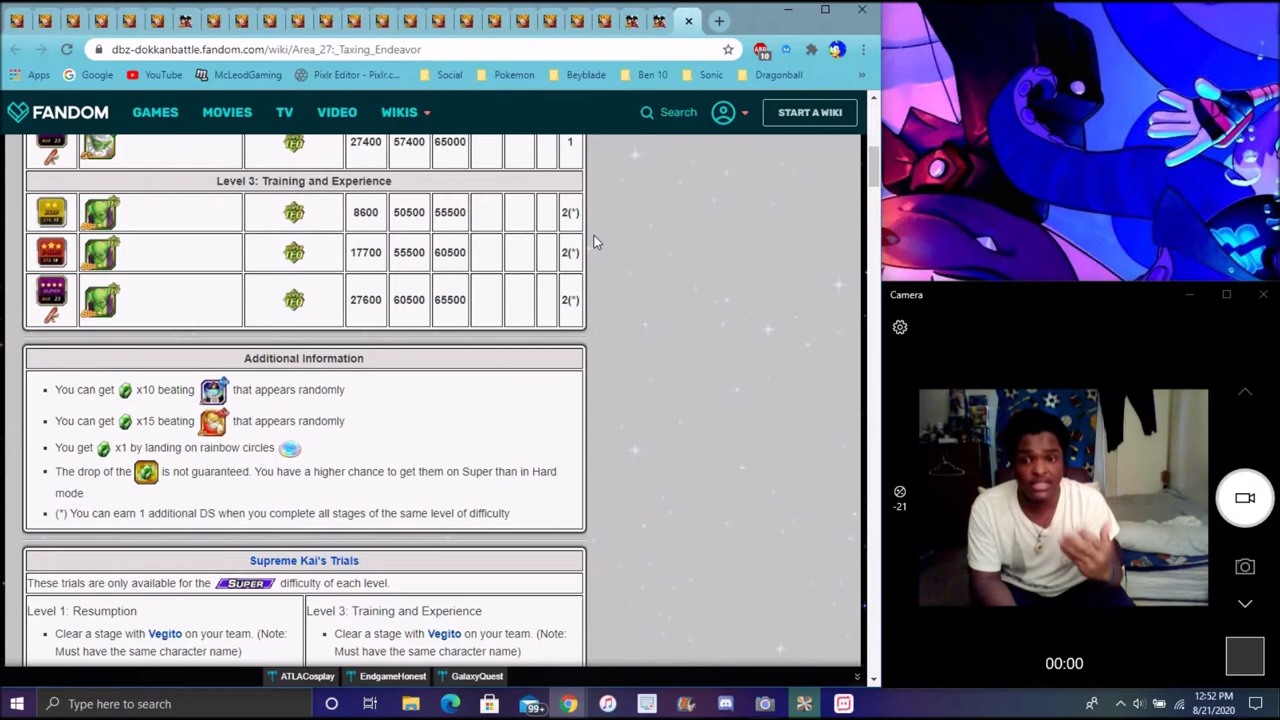 dbz-dokkanbattle.fandom.com/wiki/Area_27:_Taxing_Endeavor
ABP
10
Apps Google YouTube McLeodGaming Pixlr Editor - Pixlr.c... Social Pokemon Beyblade Ben 10 Sonic Dragonball »
FANDOM GAMES MOVIES TV VIDEO WIKIS Search START A WIKI
27400 57400 65000 1
Level 3: Training and Experience
TEQ 8600 50500 55500 2(*)
TEQ 17700 55500 60500 2(*)
SUPER TEQ 27600 60500 65500 2(*)
Additional Information
You can get x10 beating that appears randomly
You can get x15 beating that appears randomly
You get x1 by landing on rainbow circles
The drop of the is not guaranteed. You have a higher chance to get them on Super than in Hard
mode
(*) You can earn 1 additional DS when you complete all stages of the same level of difficulty
Supreme Kai's Trials
These trials are only available for the SUPER difficulty of each level.
Level 1: Resumption
Clear a stage with Vegito on your team. (Note:
Must have the same character name)
Level 3: Training and Experience
Clear a stage with Vegito on your team. (Note:
Must have the same character name)
ATLACosplay EndgameHonest GalaxyQuest
Camera
-21
00:00
Type here to search
99+
12:52 PM
8/21/2020